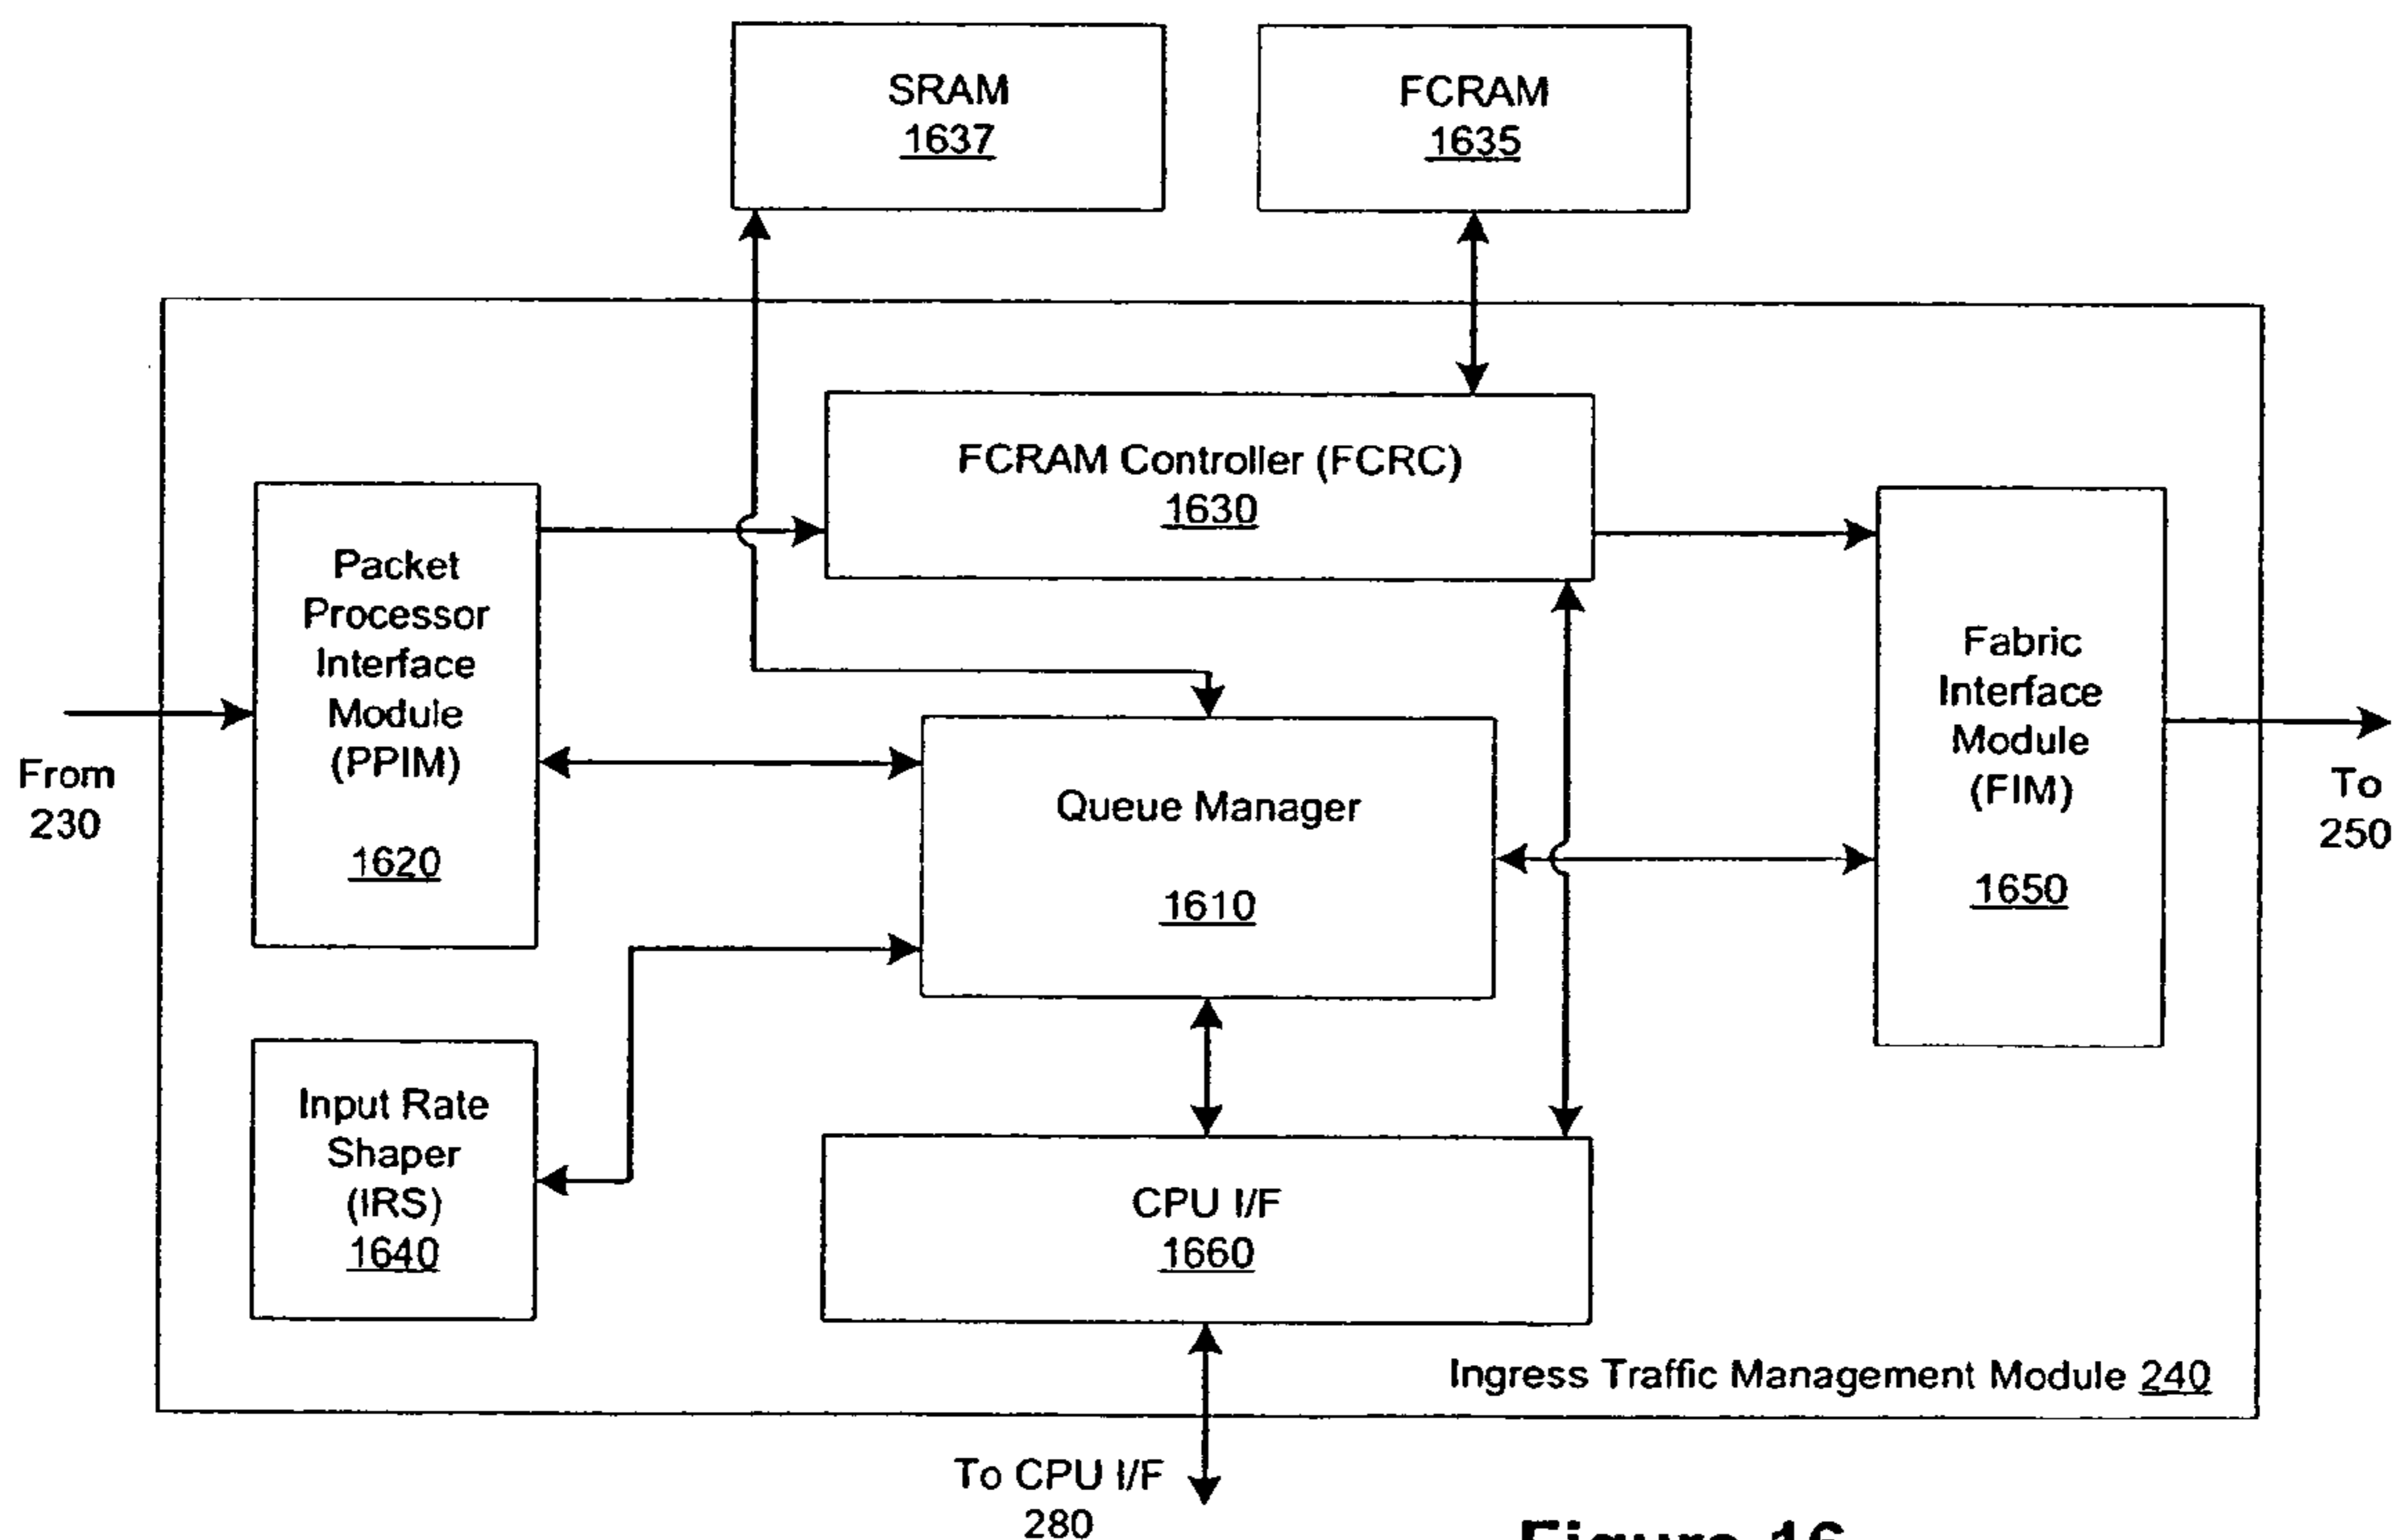 SRAM
1637
FCRAM
1635
FCRAM Controller (FCRC)
1630
Packet
Processor
Interface
Module
(PPIM)
1620
From
230
Queue Manager
1610
Fabric
Interface
Module
(FIM)
1650
To
250
Input Rate
Shaper
(IRS)
1640
CPU I/F
1660
Ingress Traffic Management Module 240
To CPU I/F
280
Figure 16